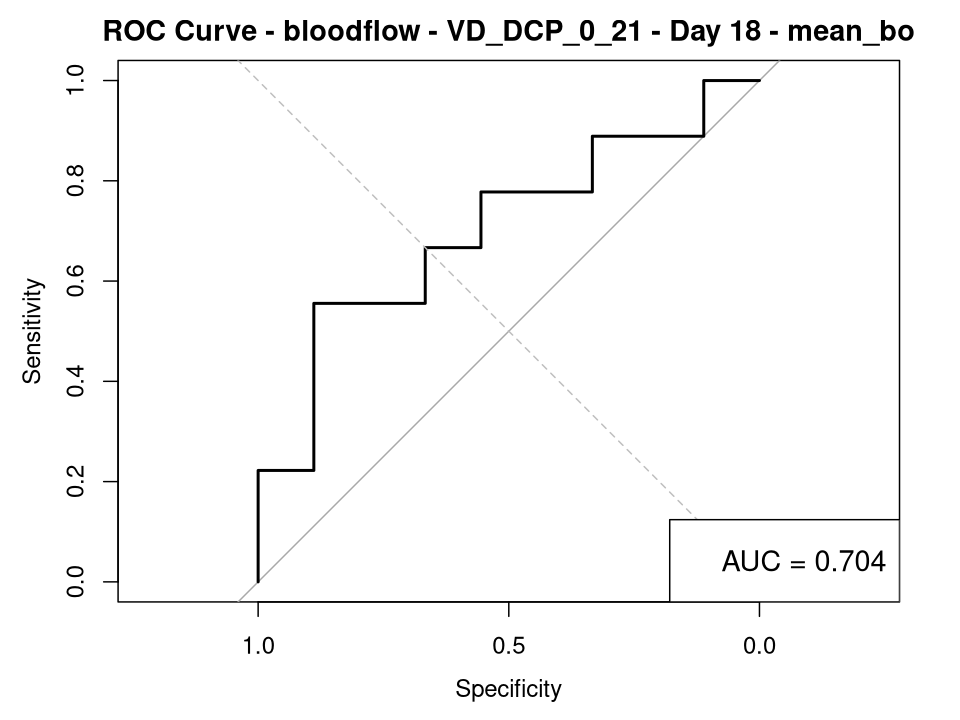 ROC Curve - bloodflow - VD_DCP_0_21 - Day 18 - mean_bo
Sensitivity
1.0
0.8
0.6
0.4
0.2
0.0
AUC = 0.704
1.0 0.5 0.0
Specificity